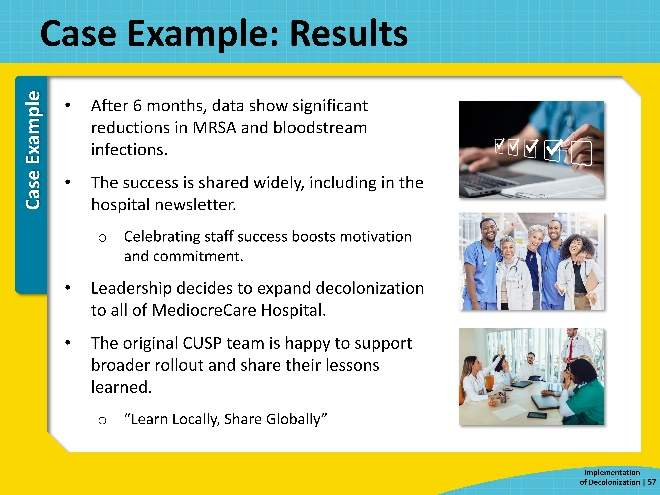 Case Example: Results
Case Example
• After 6 months, data show significant
reductions in MRSA and bloodstream
infections.
• The success is shared widely, including in the
hospital newsletter.
o Celebrating staff success boosts motivation
and commitment.
• Leadership decides to expand decolonization
to all of MediocreCare Hospital.
• The original CUSP team is happy to support
broader rollout and share their lessons
learned.
o “Learn Locally, Share Globally”
Implementation
of Decolonization | 57